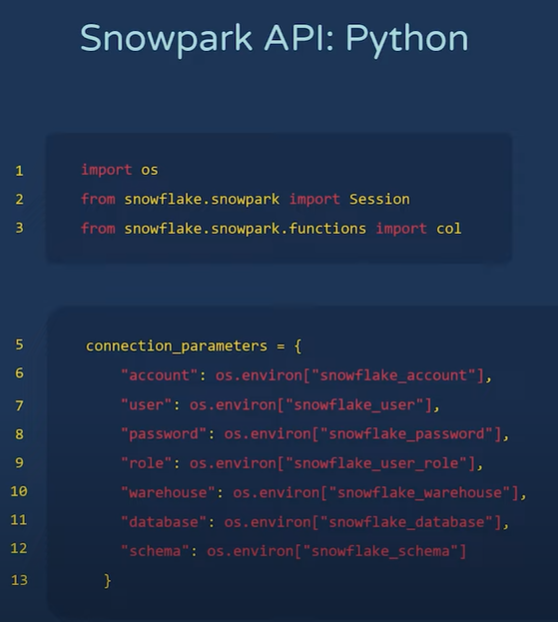 Snowpark API: Python
1 import os
2 from snowflake.snowpark import Session
3 from snowflake.snowpark.functions import col
5 connection_parameters = {
6 "account": os.environ["snowflake_account"],
7 "user": os.environ["snowflake_user"],
8 "password": os.environ["snowflake_password"],
9 "role": os.environ["snowflake_user_role"],
10 "warehouse": os.environ["snowflake_warehouse"],
11 "database": os.environ["snowflake_database"],
12 "schema": os.environ["snowflake_schema"]
13 }